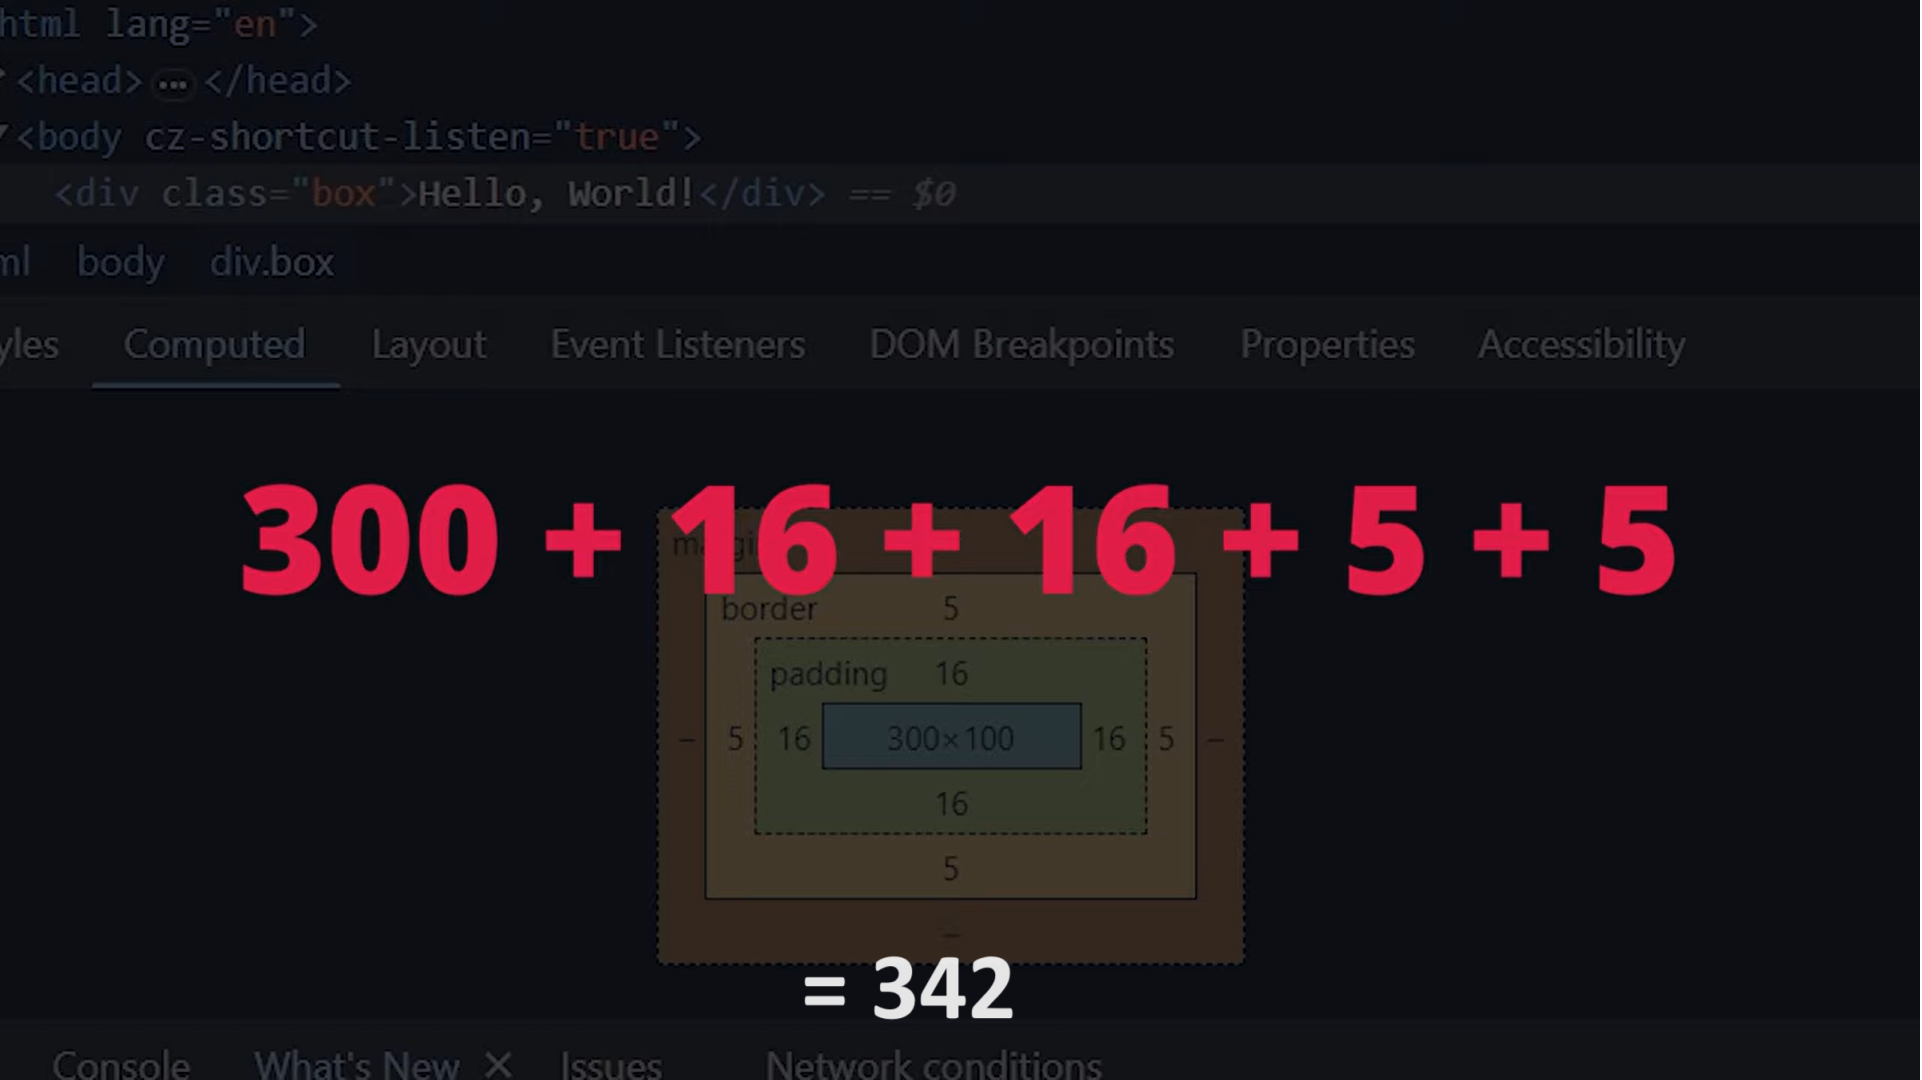 html lang="en">
<head> ••• </head>
<body cz-shortcut-listen="true">
<div class="box">Hello, World!</div> == $0
ml body div.box
yles Computed Layout Event Listeners DOM Breakpoints Properties Accessibility
300 + 16 + 16 + 5 + 5
border 5
padding 16
– 5 16 300×100 16 5 –
16
5
–
= 342
Console What's New × Issues Network conditions